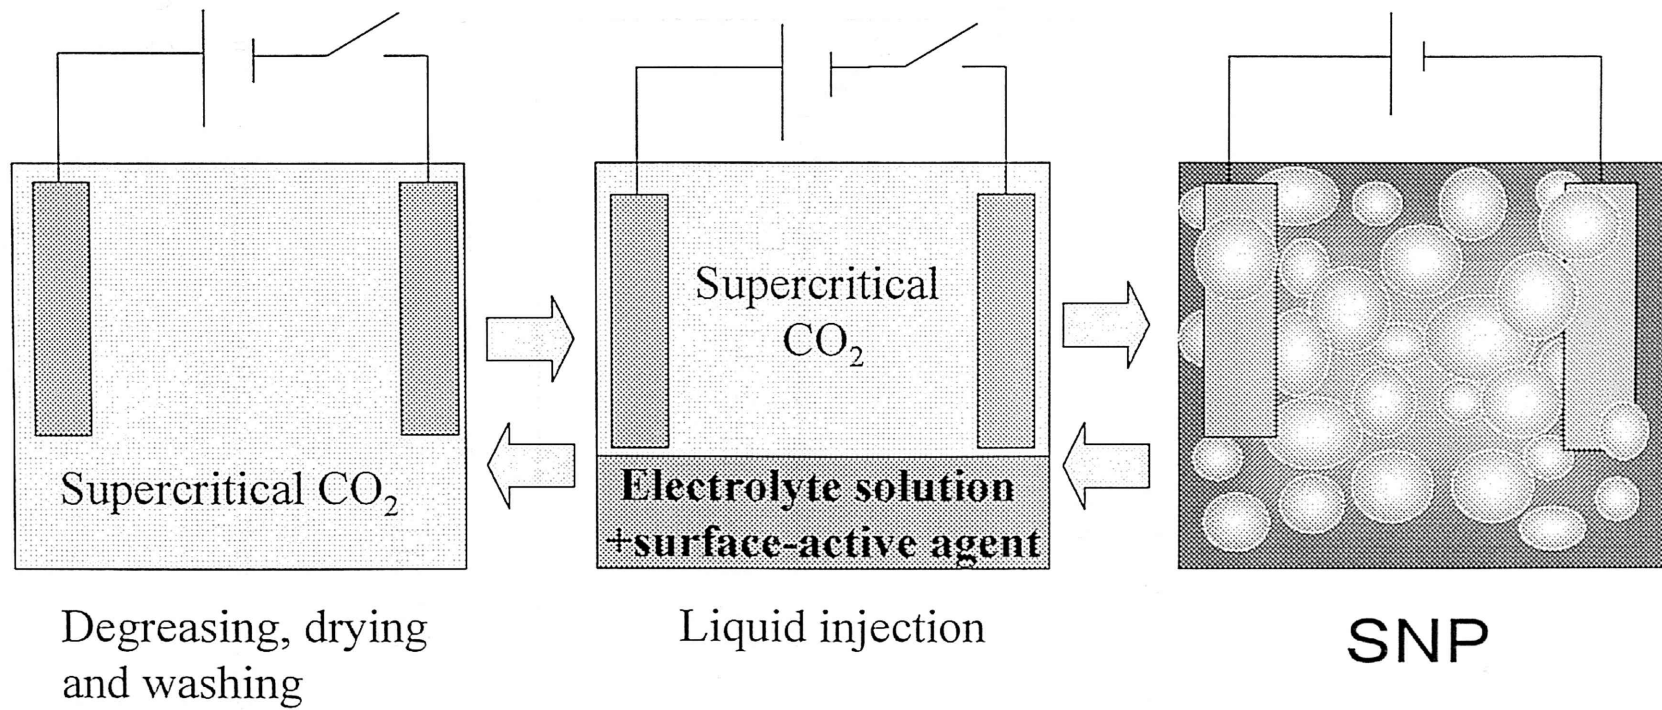 Supercritical CO₂
Degreasing, drying
and washing
Supercritical
CO₂
Electrolyte solution
+surface-active agent
Liquid injection
SNP